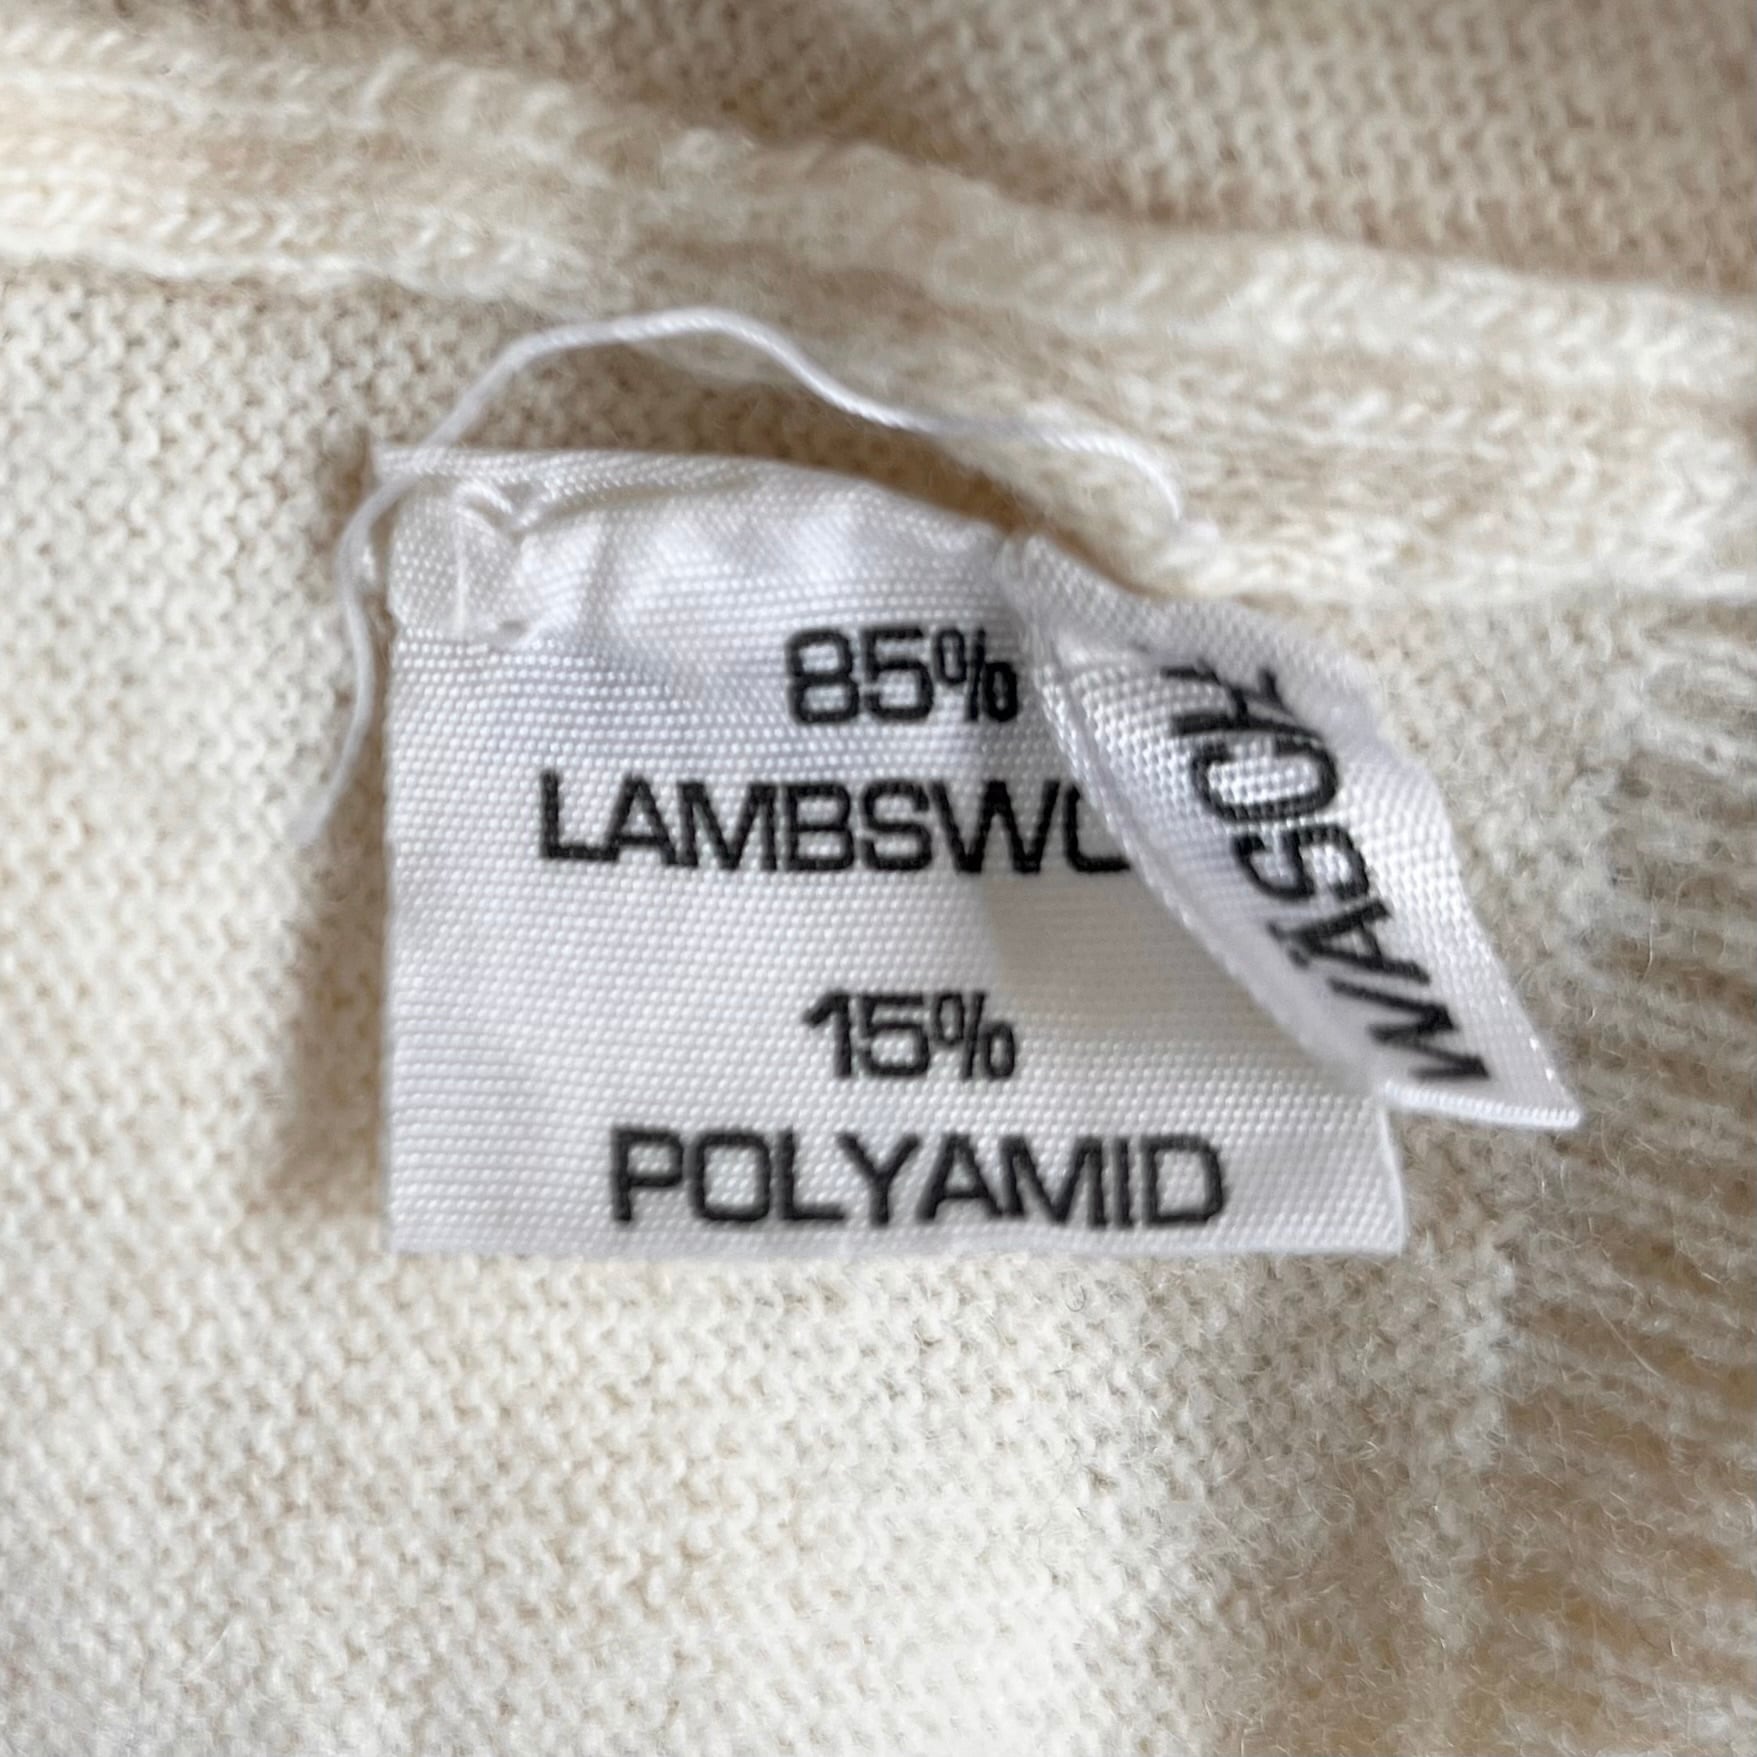 85%
LAMBSWO
15%
POLYAMID
WÄSCH